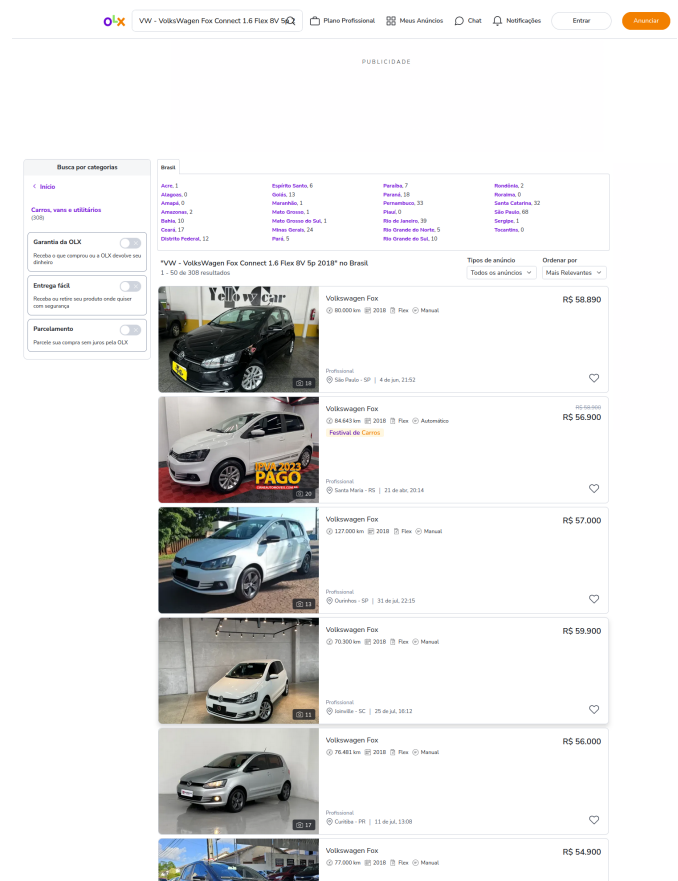 olx
VW - VolksWagen Fox Connect 1.6 Flex 8V 5p
Plano Profissional
Meus Anúncios
Chat
Notificações
Entrar
Anunciar
PUBLICIDADE
Busca por categorias
Início
Carros, vans e utilitários
(308)
Garantia da OLX
Receba o que comprou ou a OLX devolve seu
dinheiro
Entrega fácil
Receba ou retire seu produto onde quiser
com segurança
Parcelamento
Parcele sua compra sem juros pela OLX
Brasil
Acre, 1
Alagoas, 0
Amapá, 0
Amazonas, 2
Bahia, 10
Ceará, 17
Distrito Federal, 12
Espírito Santo, 6
Goiás, 13
Maranhão, 1
Mato Grosso, 1
Mato Grosso do Sul, 1
Minas Gerais, 24
Pará, 5
Paraíba, 7
Paraná, 18
Pernambuco, 33
Piauí, 0
Rio de Janeiro, 39
Rio Grande do Norte, 5
Rio Grande do Sul, 10
Rondônia, 2
Roraima, 0
Santa Catarina, 32
São Paulo, 68
Sergipe, 1
Tocantins, 0
"VW - VolksWagen Fox Connect 1.6 Flex 8V 5p 2018" no Brasil
1 - 50 de 308 resultados
Tipos de anúncio
Todos os anúncios
Ordenar por
Mais Relevantes
Yellow Car
18
Volkswagen Fox
R$ 58.890
80.000 km 2018 Flex Manual
Profissional
São Paulo - SP | 4 de jun, 21:52
IPVA 2023
PAGO
20
Volkswagen Fox
R$ 58.900
R$ 56.900
84.643 km 2018 Flex Automático
Festival de Carros
Profissional
Santa Maria - RS | 21 de abr, 20:14
13
Volkswagen Fox
R$ 57.000
127.000 km 2018 Flex Manual
Profissional
Ourinhos - SP | 31 de jul, 22:15
11
Volkswagen Fox
R$ 59.900
70.300 km 2018 Flex Manual
Profissional
Joinville - SC | 25 de jul, 16:12
17
Volkswagen Fox
R$ 56.000
76.481 km 2018 Flex Manual
Profissional
Curitiba - PR | 11 de jul, 13:08
Volkswagen Fox
R$ 54.900
77.000 km 2018 Flex Manual